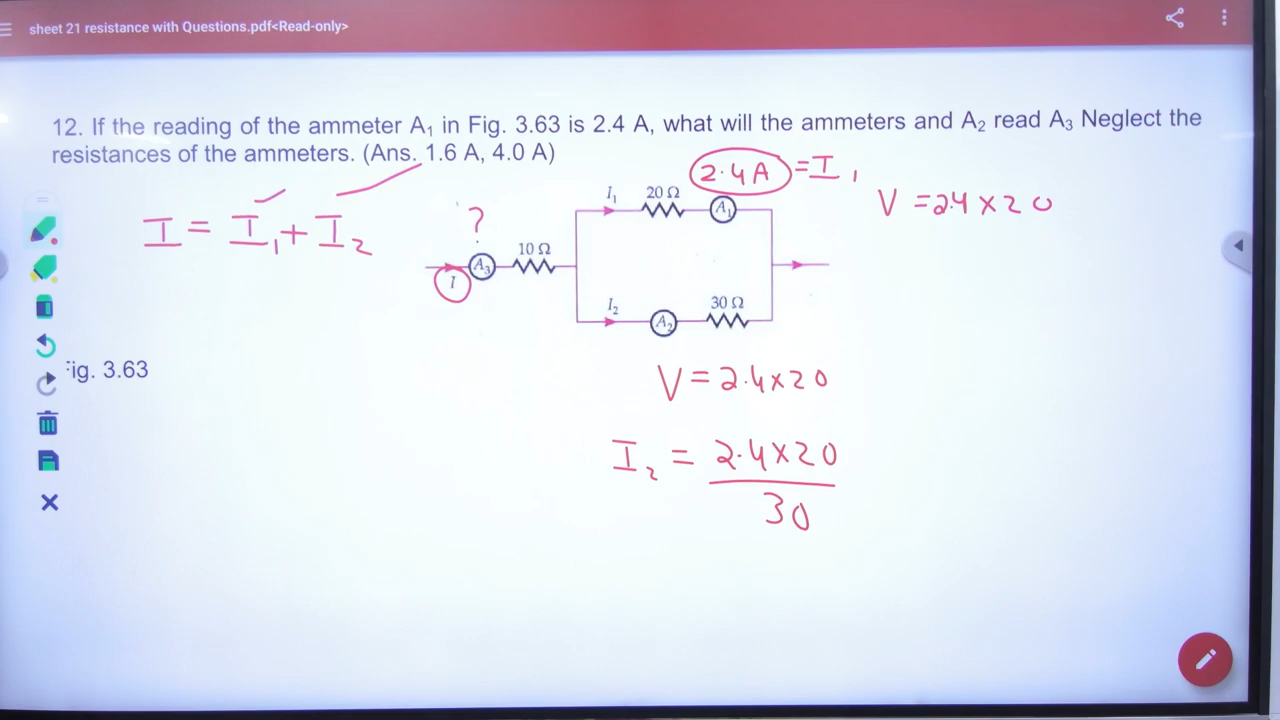 sheet 21 resistance with Questions.pdf<Read-only>
12. If the reading of the ammeter A₁ in Fig. 3.63 is 2.4 A, what will the ammeters and A₂ read A₃ Neglect the
resistances of the ammeters. (Ans. 1.6 A, 4.0 A)
2.4A = I₁
V = 2.4 × 20
I = I₁ + I₂
?
I₁ 20 Ω A₁
I A₃ 10 Ω
I₂ A₂ 30 Ω
ig. 3.63
V = 2.4×20
I₂ = 2.4×20
30